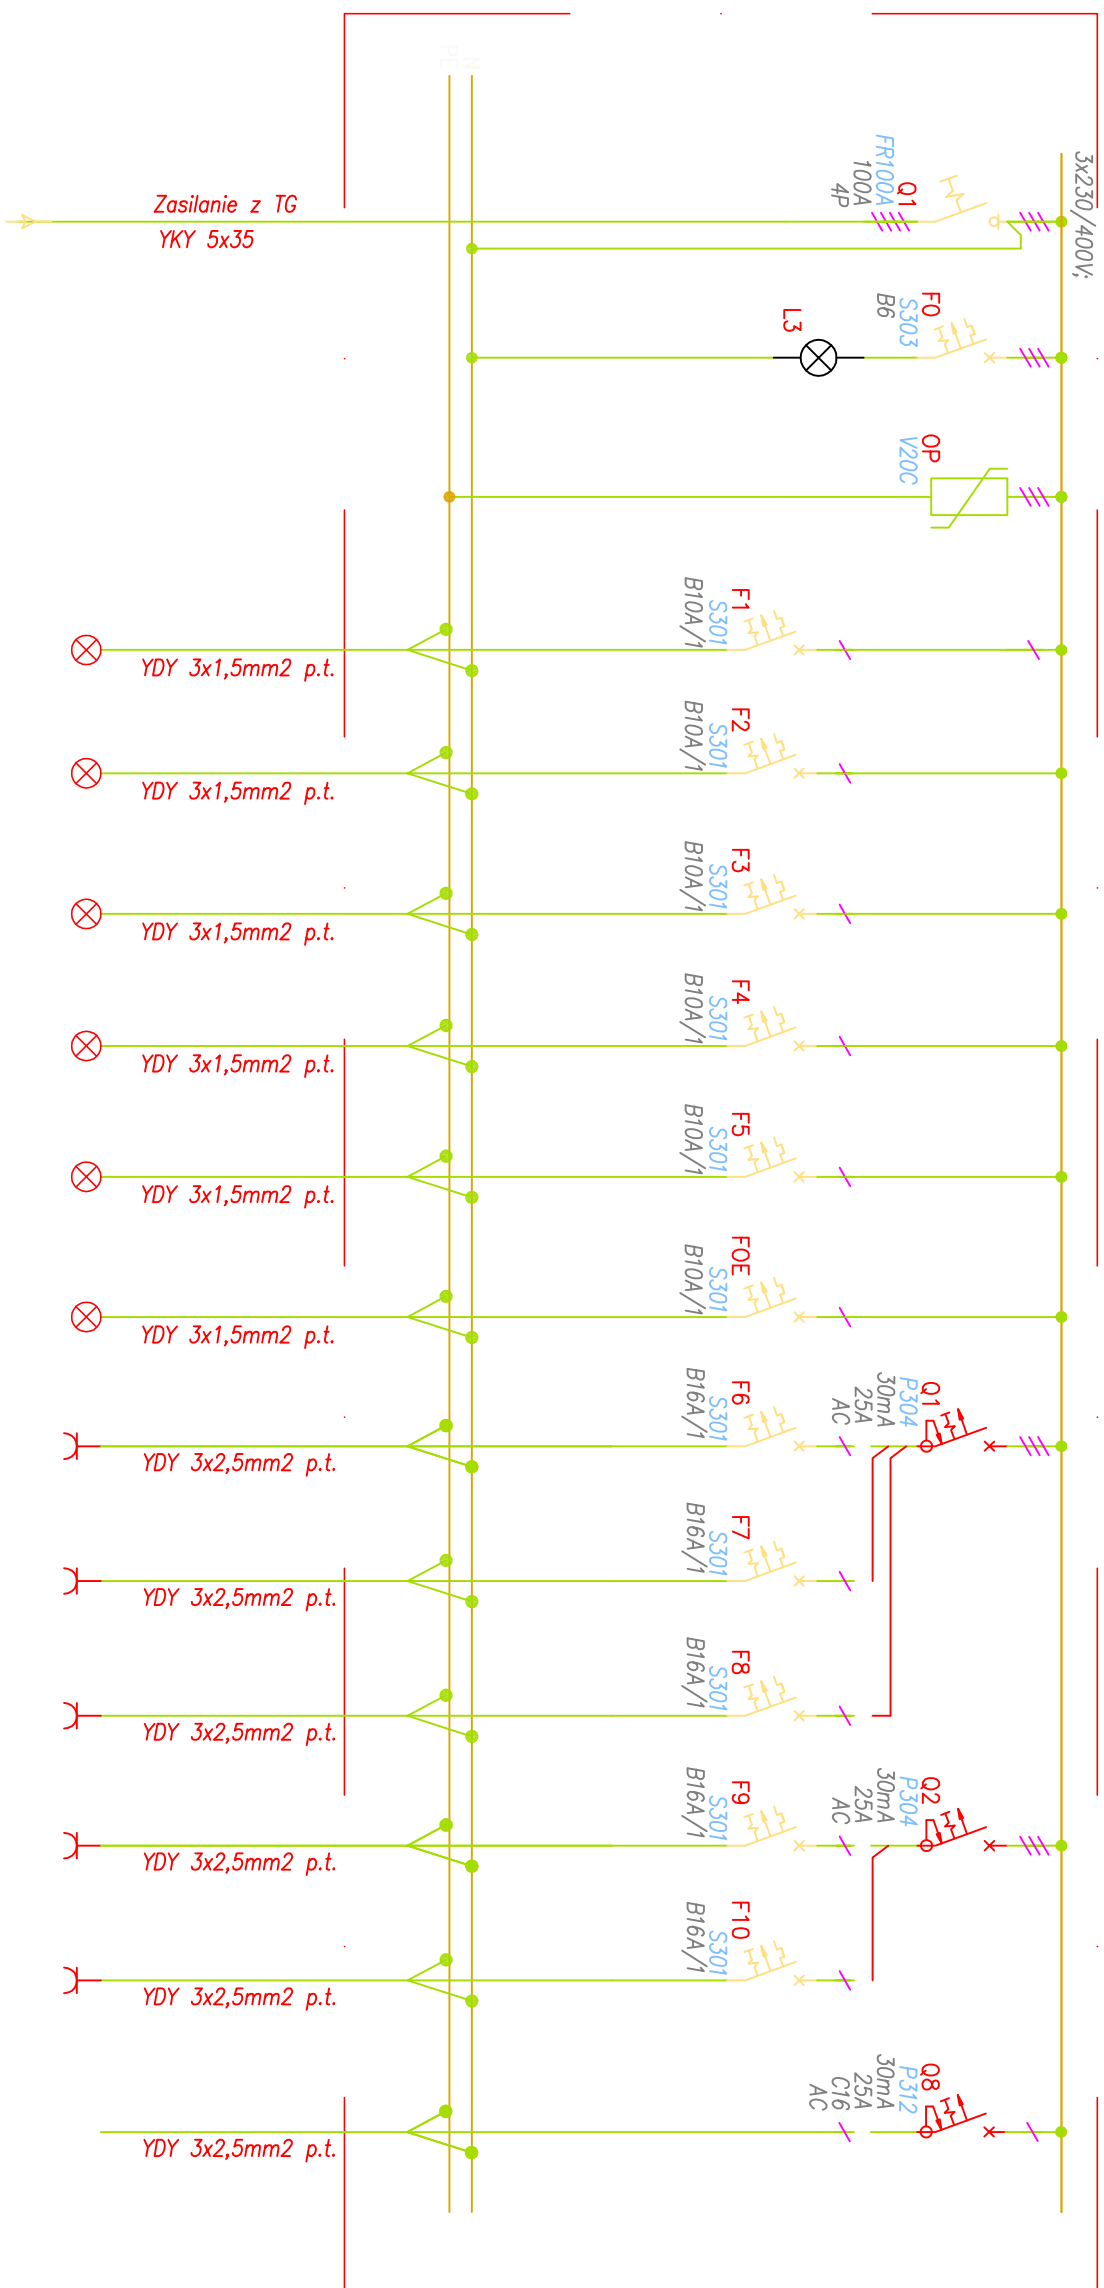 3x230/400V;
PE
N
Q1
FR100A
100A
4P
Zasilanie z TG
YKY 5x35
F0
S303
B6
L3
OP
V20C
F1
S301
B10A/1
YDY 3x1,5mm2 p.t.
F2
S301
B10A/1
YDY 3x1,5mm2 p.t.
F3
S301
B10A/1
YDY 3x1,5mm2 p.t.
F4
S301
B10A/1
YDY 3x1,5mm2 p.t.
F5
S301
B10A/1
YDY 3x1,5mm2 p.t.
FOE
S301
B10A/1
YDY 3x1,5mm2 p.t.
Q1
P304
30mA
25A
AC
F6
S301
B16A/1
YDY 3x2,5mm2 p.t.
F7
S301
B16A/1
YDY 3x2,5mm2 p.t.
F8
S301
B16A/1
YDY 3x2,5mm2 p.t.
Q2
P304
30mA
25A
AC
F9
S301
B16A/1
YDY 3x2,5mm2 p.t.
F10
S301
B16A/1
YDY 3x2,5mm2 p.t.
Q8
P312
30mA
25A
C16
AC
YDY 3x2,5mm2 p.t.